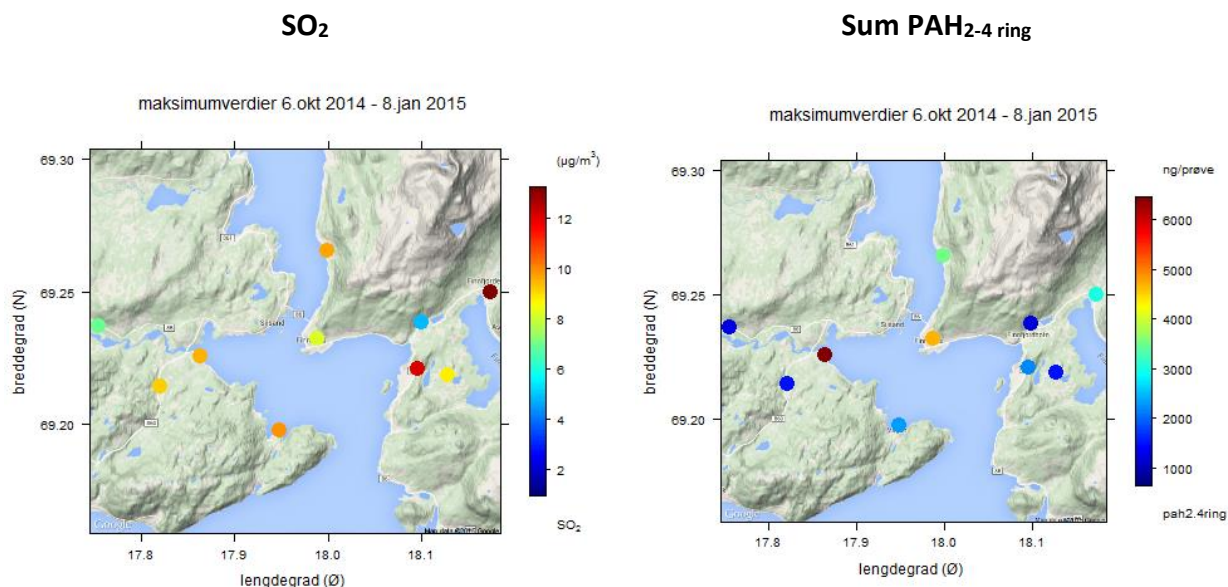 SO₂
maksimumverdier 6.okt 2014 - 8.jan 2015
(µg/m³)
69.30
69.25
69.20
breddegrad (N)
Silsand
12
10
8
6
4
2
SO₂
Google
17.8
17.9
18.0
18.1
lengdegrad (Ø)
Sum PAH₂₋₄ ring
maksimumverdier 6.okt 2014 - 8.jan 2015
ng/prøve
69.30
69.25
69.20
breddegrad (N)
Silsand
6000
5000
4000
3000
2000
1000
pah2.4ring
Google
17.8
17.9
18.0
18.1
lengdegrad (Ø)